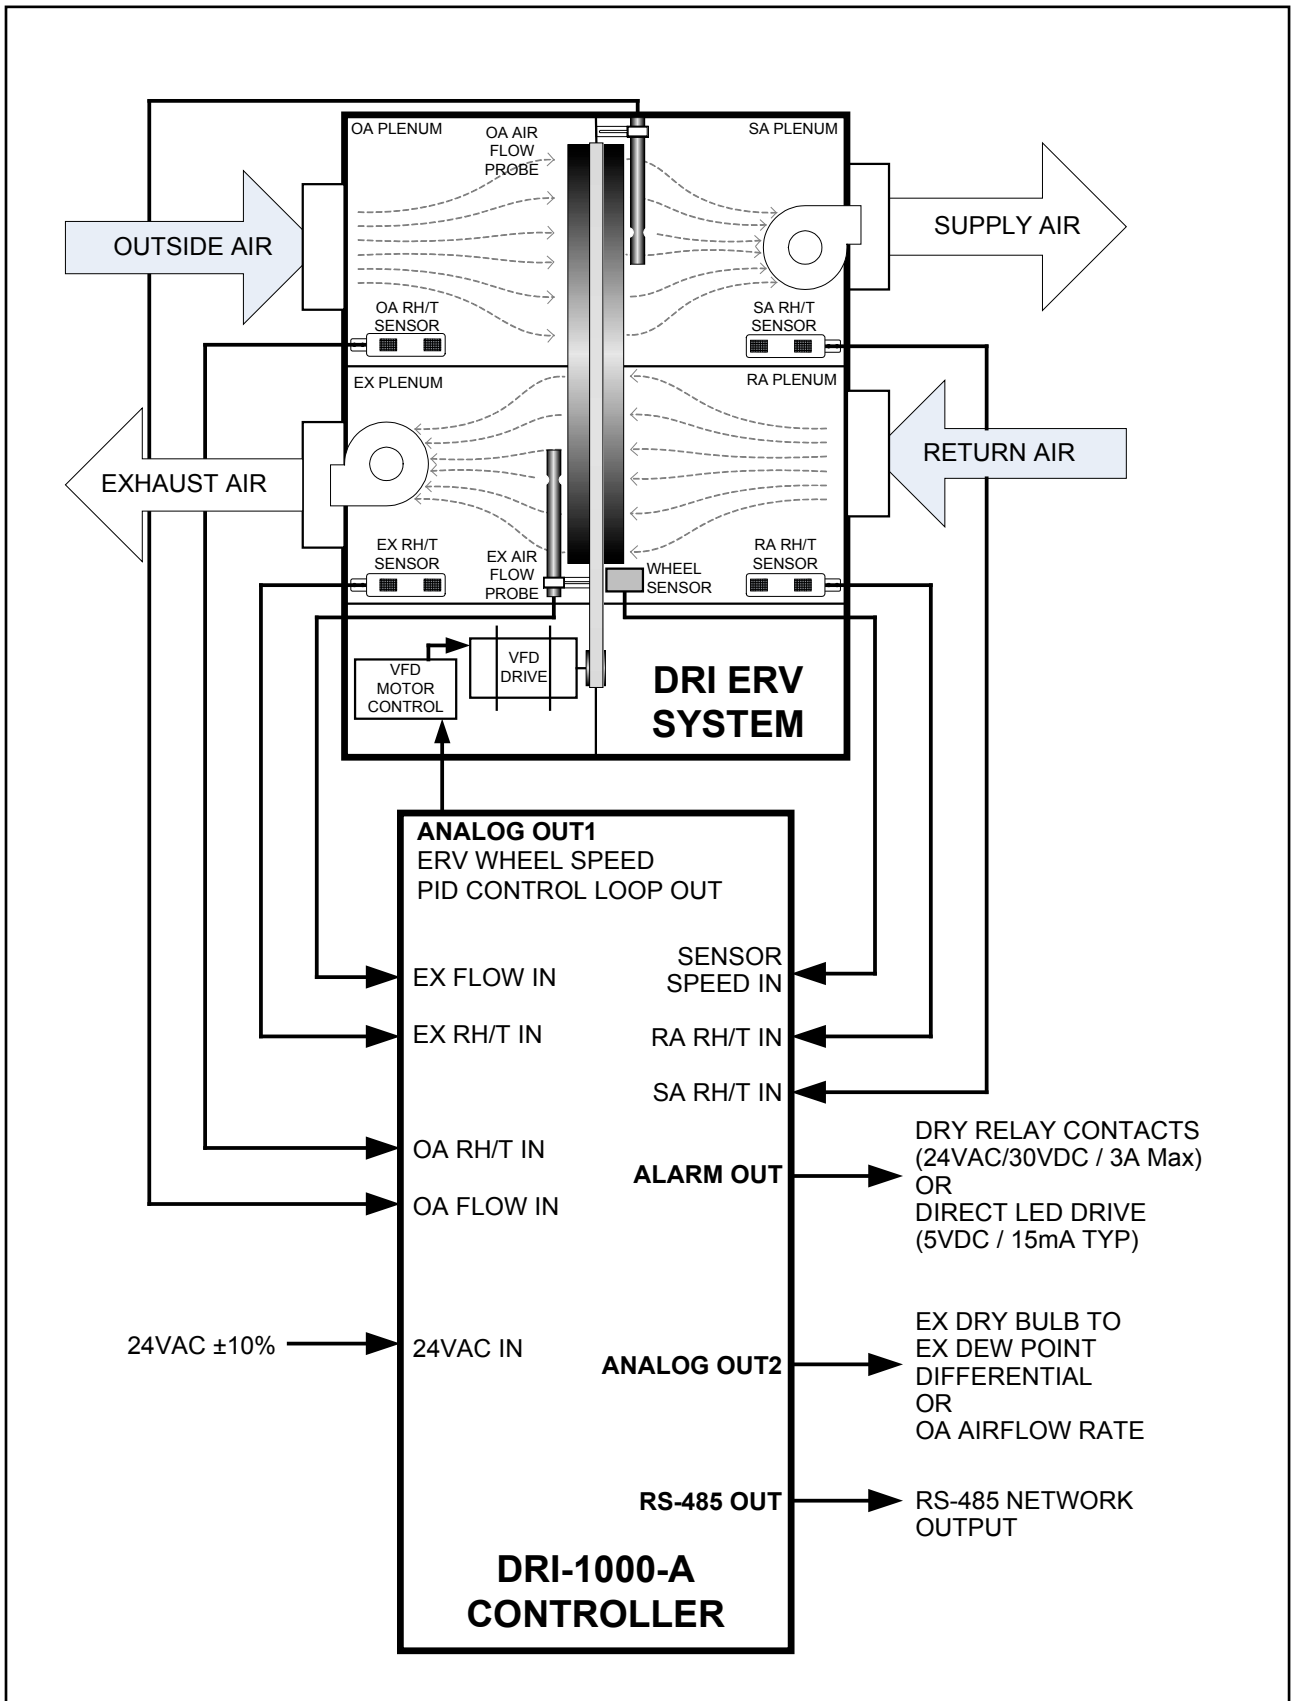 OA PLENUM
OA AIR
FLOW
PROBE
SA PLENUM
OUTSIDE AIR
SUPPLY AIR
OA RH/T
SENSOR
SA RH/T
SENSOR
EX PLENUM
RA PLENUM
EXHAUST AIR
RETURN AIR
EX RH/T
SENSOR
EX AIR
FLOW
PROBE
WHEEL
SENSOR
RA RH/T
SENSOR
VFD
MOTOR
CONTROL
VFD
DRIVE
DRI ERV
SYSTEM
ANALOG OUT1
ERV WHEEL SPEED
PID CONTROL LOOP OUT
EX FLOW IN
SENSOR
SPEED IN
EX RH/T IN
RA RH/T IN
SA RH/T IN
OA RH/T IN
OA FLOW IN
ALARM OUT
DRY RELAY CONTACTS
(24VAC/30VDC / 3A Max)
OR
DIRECT LED DRIVE
(5VDC / 15mA TYP)
24VAC ±10%
24VAC IN
ANALOG OUT2
EX DRY BULB TO
EX DEW POINT
DIFFERENTIAL
OR
OA AIRFLOW RATE
RS-485 OUT
RS-485 NETWORK
OUTPUT
DRI-1000-A
CONTROLLER